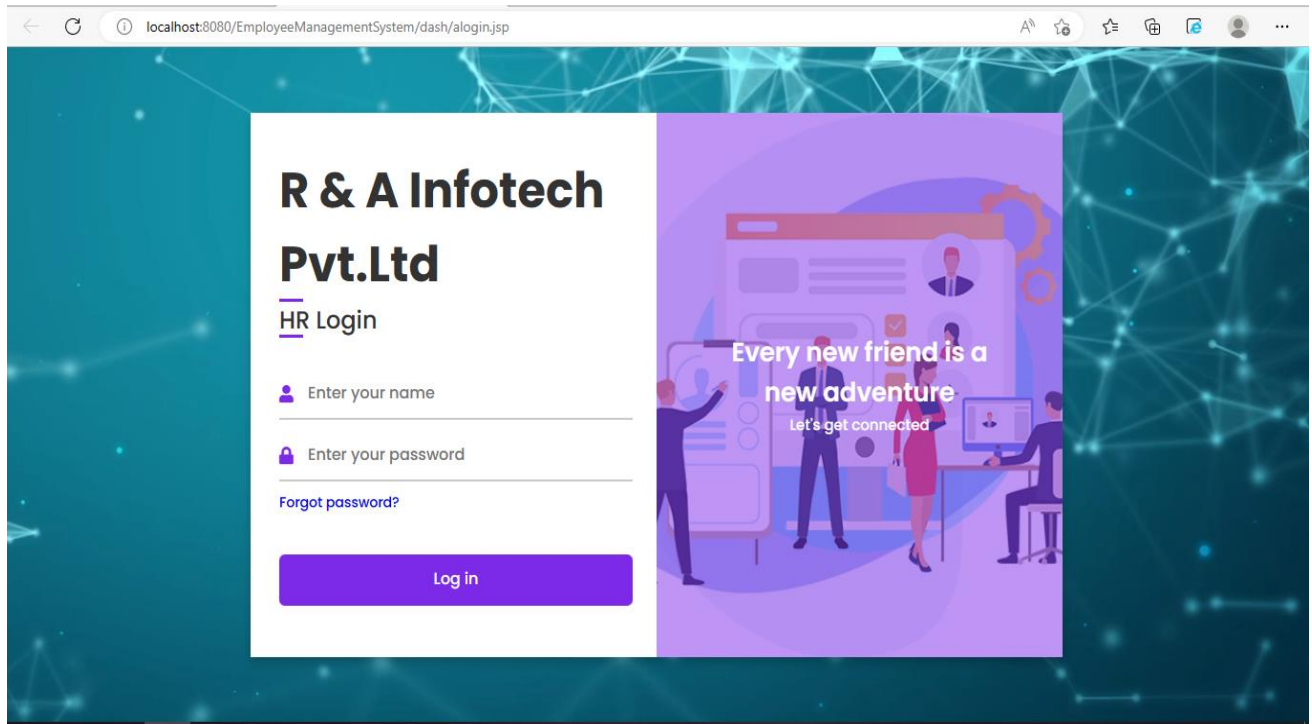 localhost:8080/EmployeeManagementSystem/dash/alogin.jsp
R & A Infotech
Pvt.Ltd
HR Login
Enter your name
Enter your password
Forgot password?
Log in
Every new friend is a
new adventure
Let's get connected